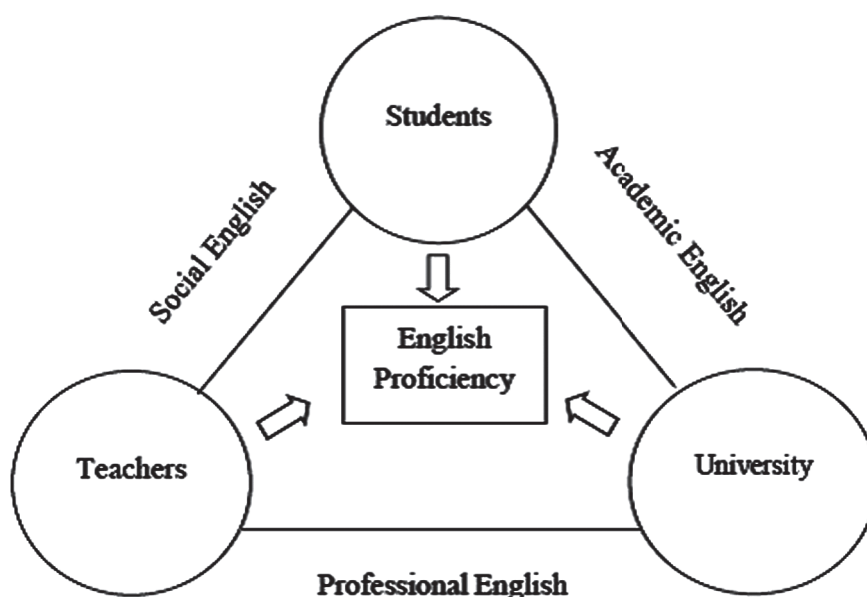 Students
Social English
Academic English
English
Proficiency
Teachers
University
Professional English